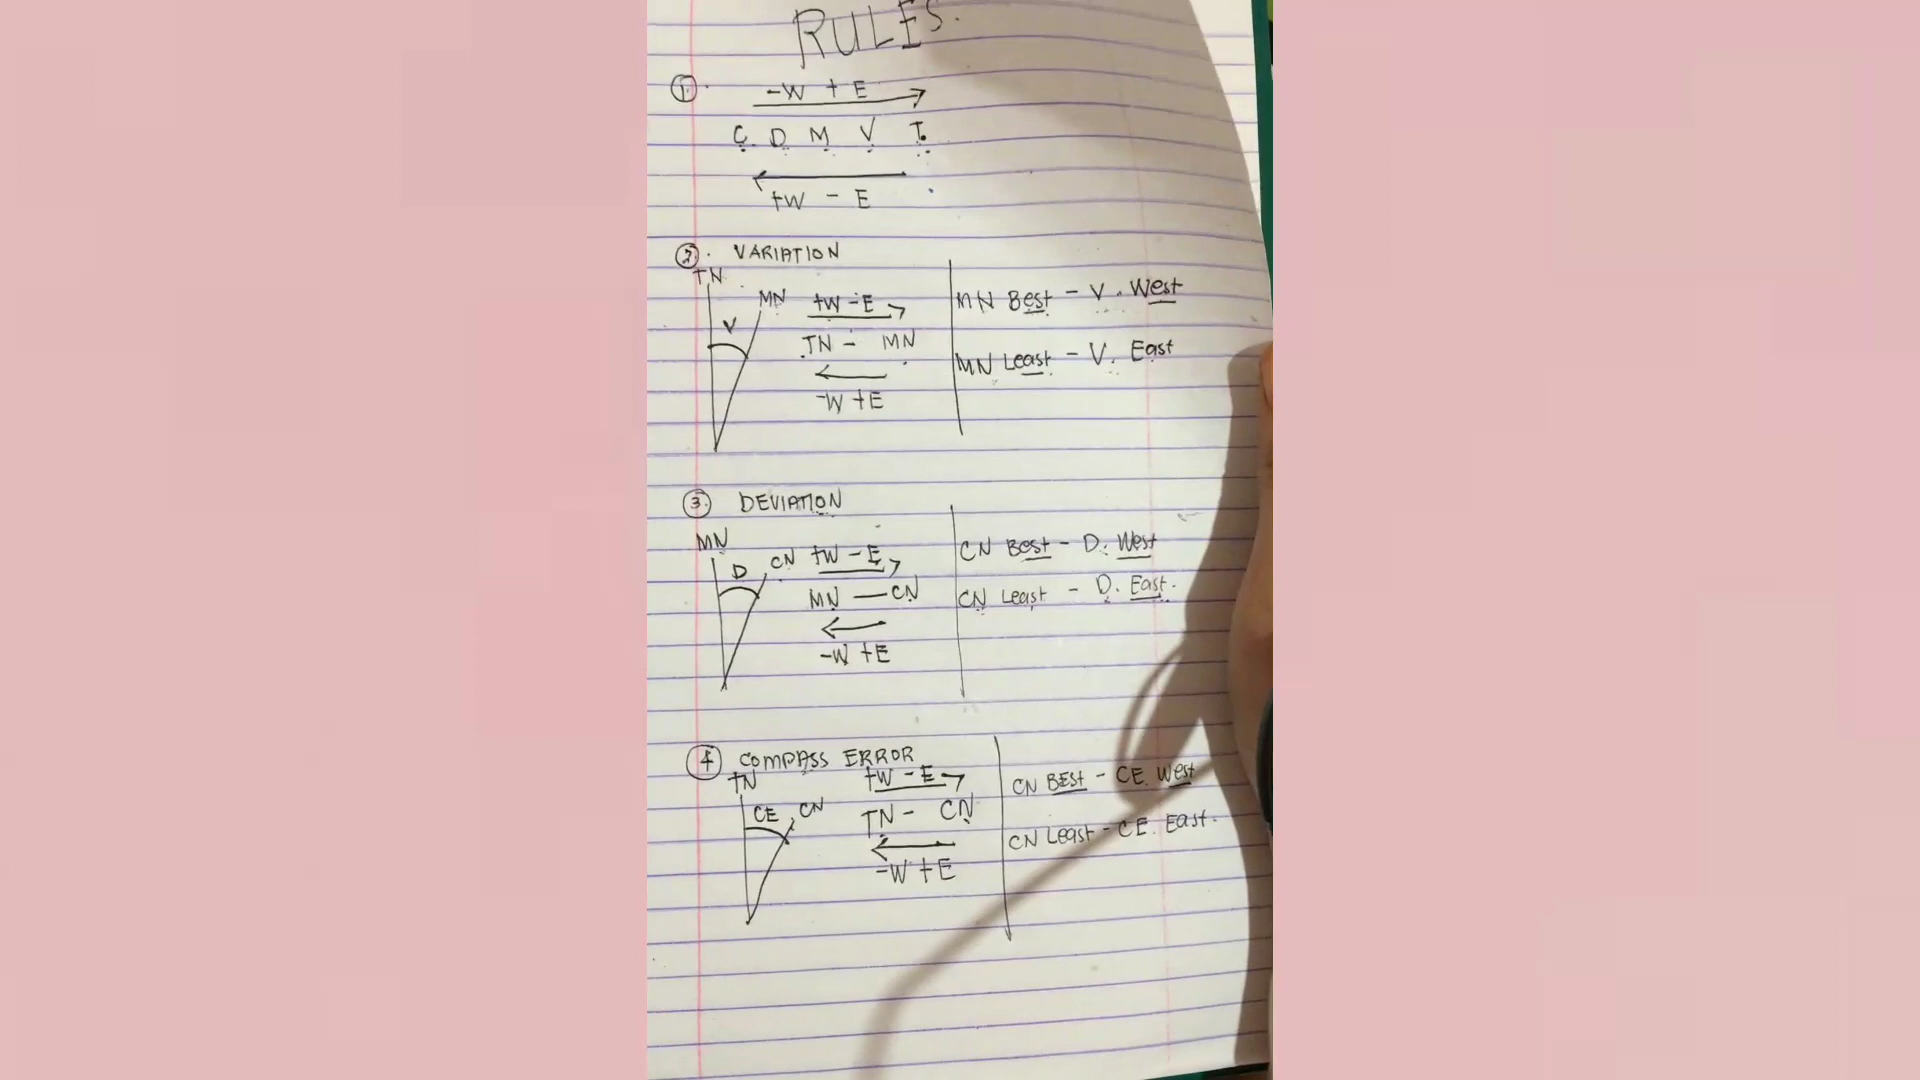 RULES.
1. -W + E
C D M V T
+W - E
2. VARIATION
TN
MN +W -E
V
TN - MN
-W +E
MN Best - V. West
MN Least - V. East
3. DEVIATION
MN
D CN +W - E
MN — CN
-W +E
CN Best - D. West
CN Least - D. East.
4 COMPASS ERROR
TN +W - E
CE CN
TN - CN
-W +E
CN BEst - CE West
CN Least - CE. East.